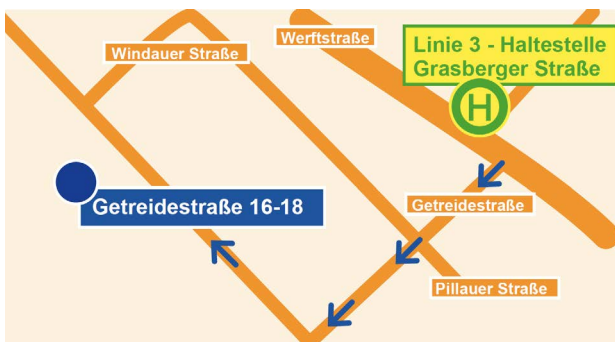 Windauer Straße
Werftstraße
Linie 3 - Haltestelle
Grasberger Straße
H
Getreidestraße 16-18
Getreidestraße
Pillauer Straße